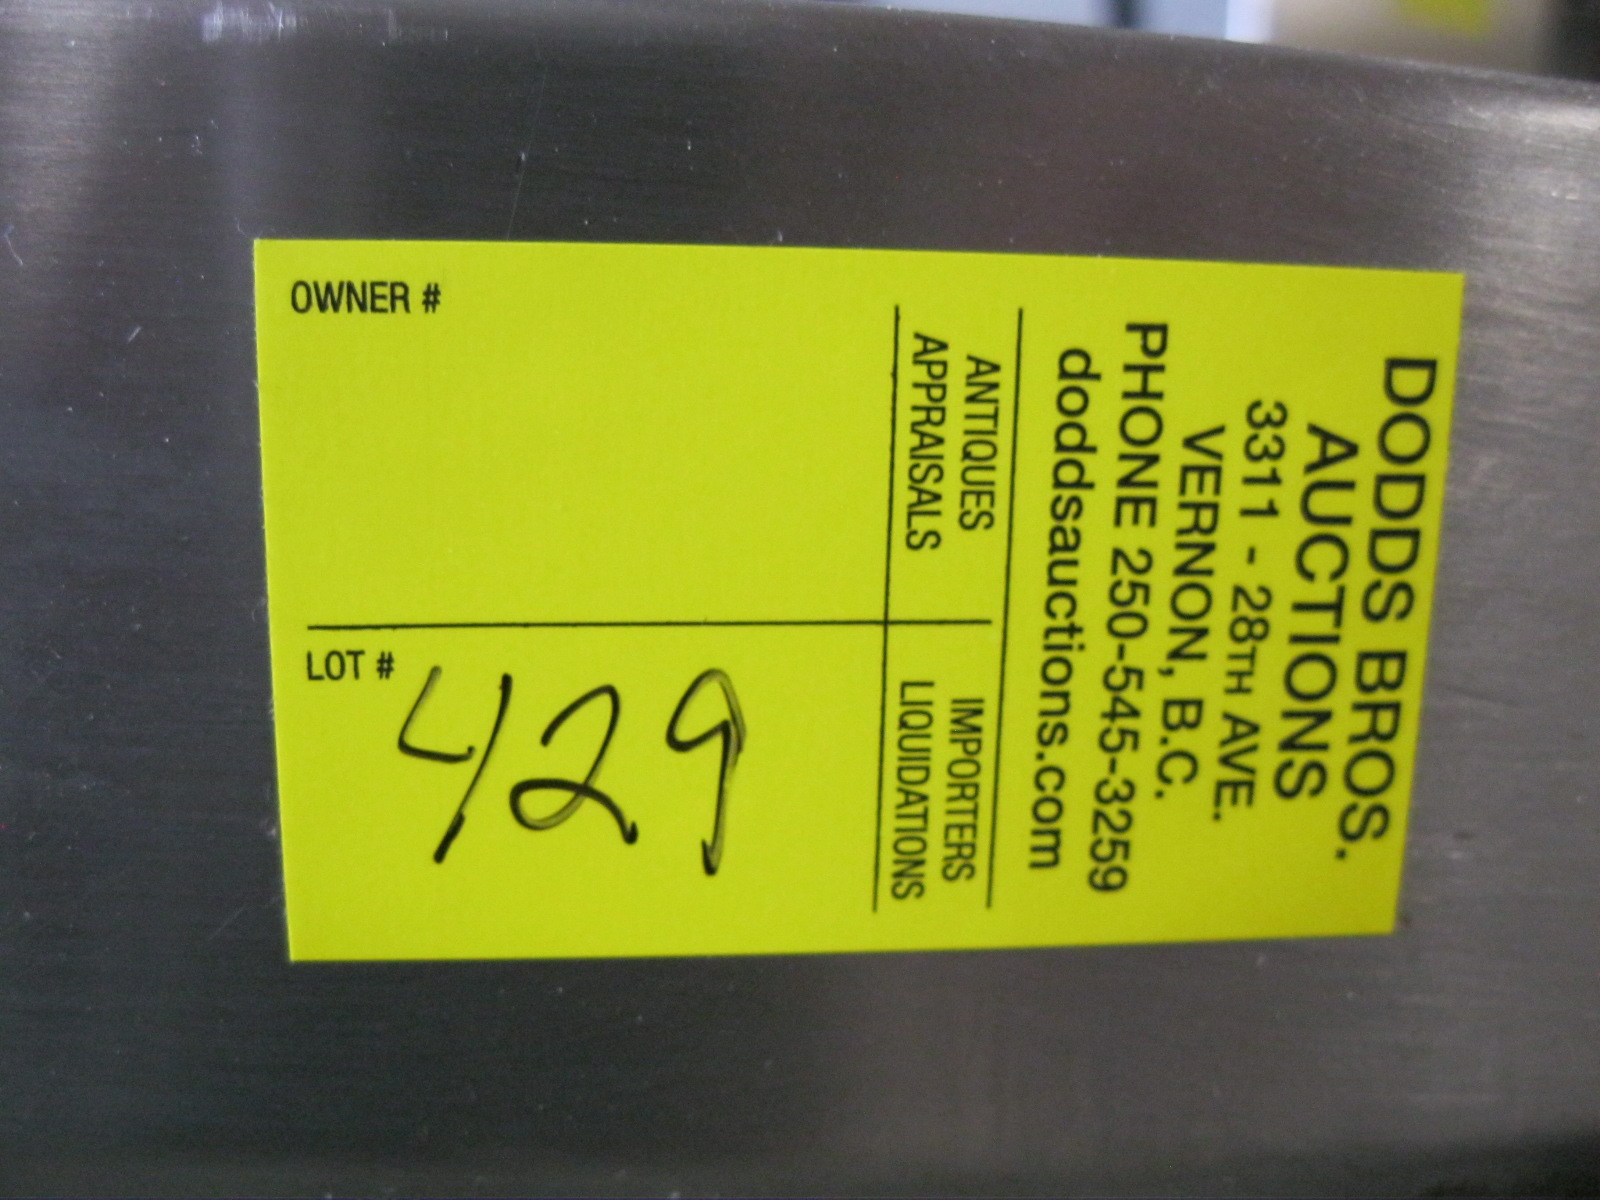 DODDS BROS.
AUCTIONS
3311 - 28TH AVE.
VERNON, B.C.
PHONE 250-545-3259
doddsauctions.com
ANTIQUES
APPRAISALS
IMPORTERS
LIQUIDATIONS
OWNER #
LOT # 429